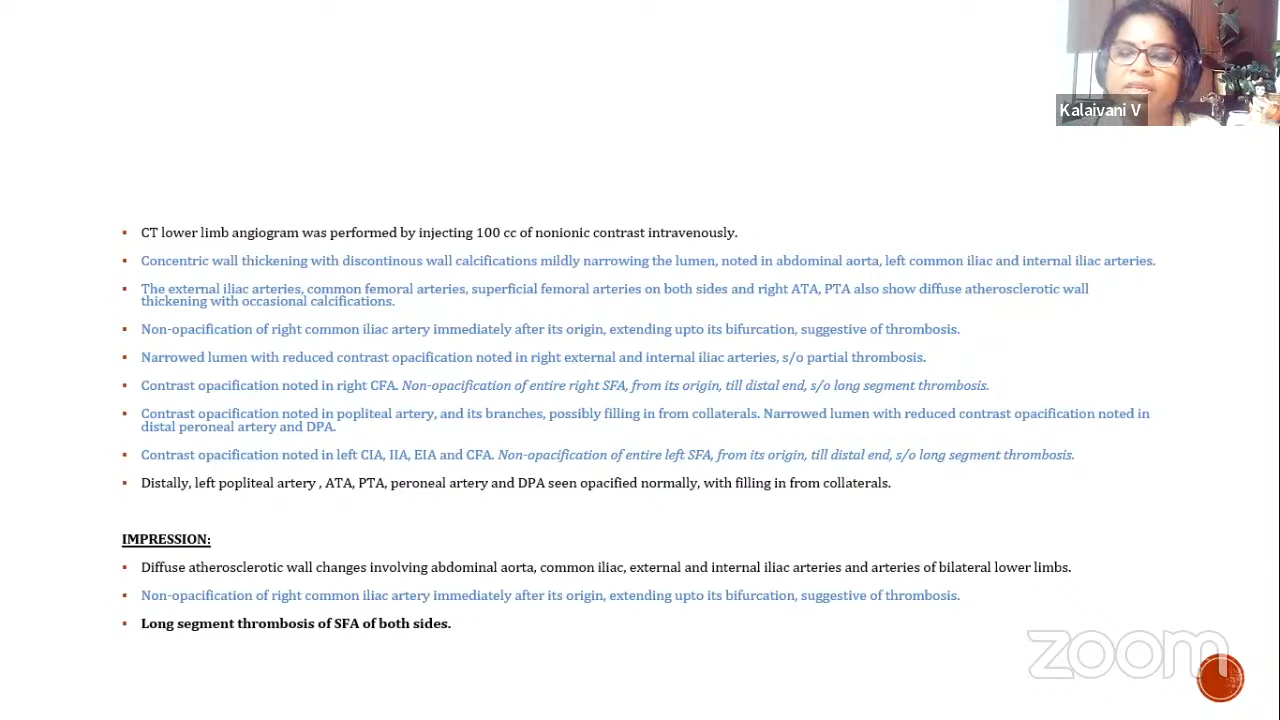 Kalaivani V
CT lower limb angiogram was performed by injecting 100 cc of nonionic contrast intravenously.
Concentric wall thickening with discontinous wall calcifications mildly narrowing the lumen, noted in abdominal aorta, left common iliac and internal iliac arteries.
The external iliac arteries, common femoral arteries, superficial femoral arteries on both sides and right ATA, PTA also show diffuse atherosclerotic wall
thickening with occasional calcifications.
Non-opacification of right common iliac artery immediately after its origin, extending upto its bifurcation, suggestive of thrombosis.
Narrowed lumen with reduced contrast opacification noted in right external and internal iliac arteries, s/o partial thrombosis.
Contrast opacification noted in right CFA. Non-opacification of entire right SFA, from its origin, till distal end, s/o long segment thrombosis.
Contrast opacification noted in popliteal artery, and its branches, possibly filling in from collaterals. Narrowed lumen with reduced contrast opacification noted in
distal peroneal artery and DPA.
Contrast opacification noted in left CIA, IIA, EIA and CFA. Non-opacification of entire left SFA, from its origin, till distal end, s/o long segment thrombosis.
Distally, left popliteal artery , ATA, PTA, peroneal artery and DPA seen opacified normally, with filling in from collaterals.
IMPRESSION:
Diffuse atherosclerotic wall changes involving abdominal aorta, common iliac, external and internal iliac arteries and arteries of bilateral lower limbs.
Non-opacification of right common iliac artery immediately after its origin, extending upto its bifurcation, suggestive of thrombosis.
Long segment thrombosis of SFA of both sides.
zoom